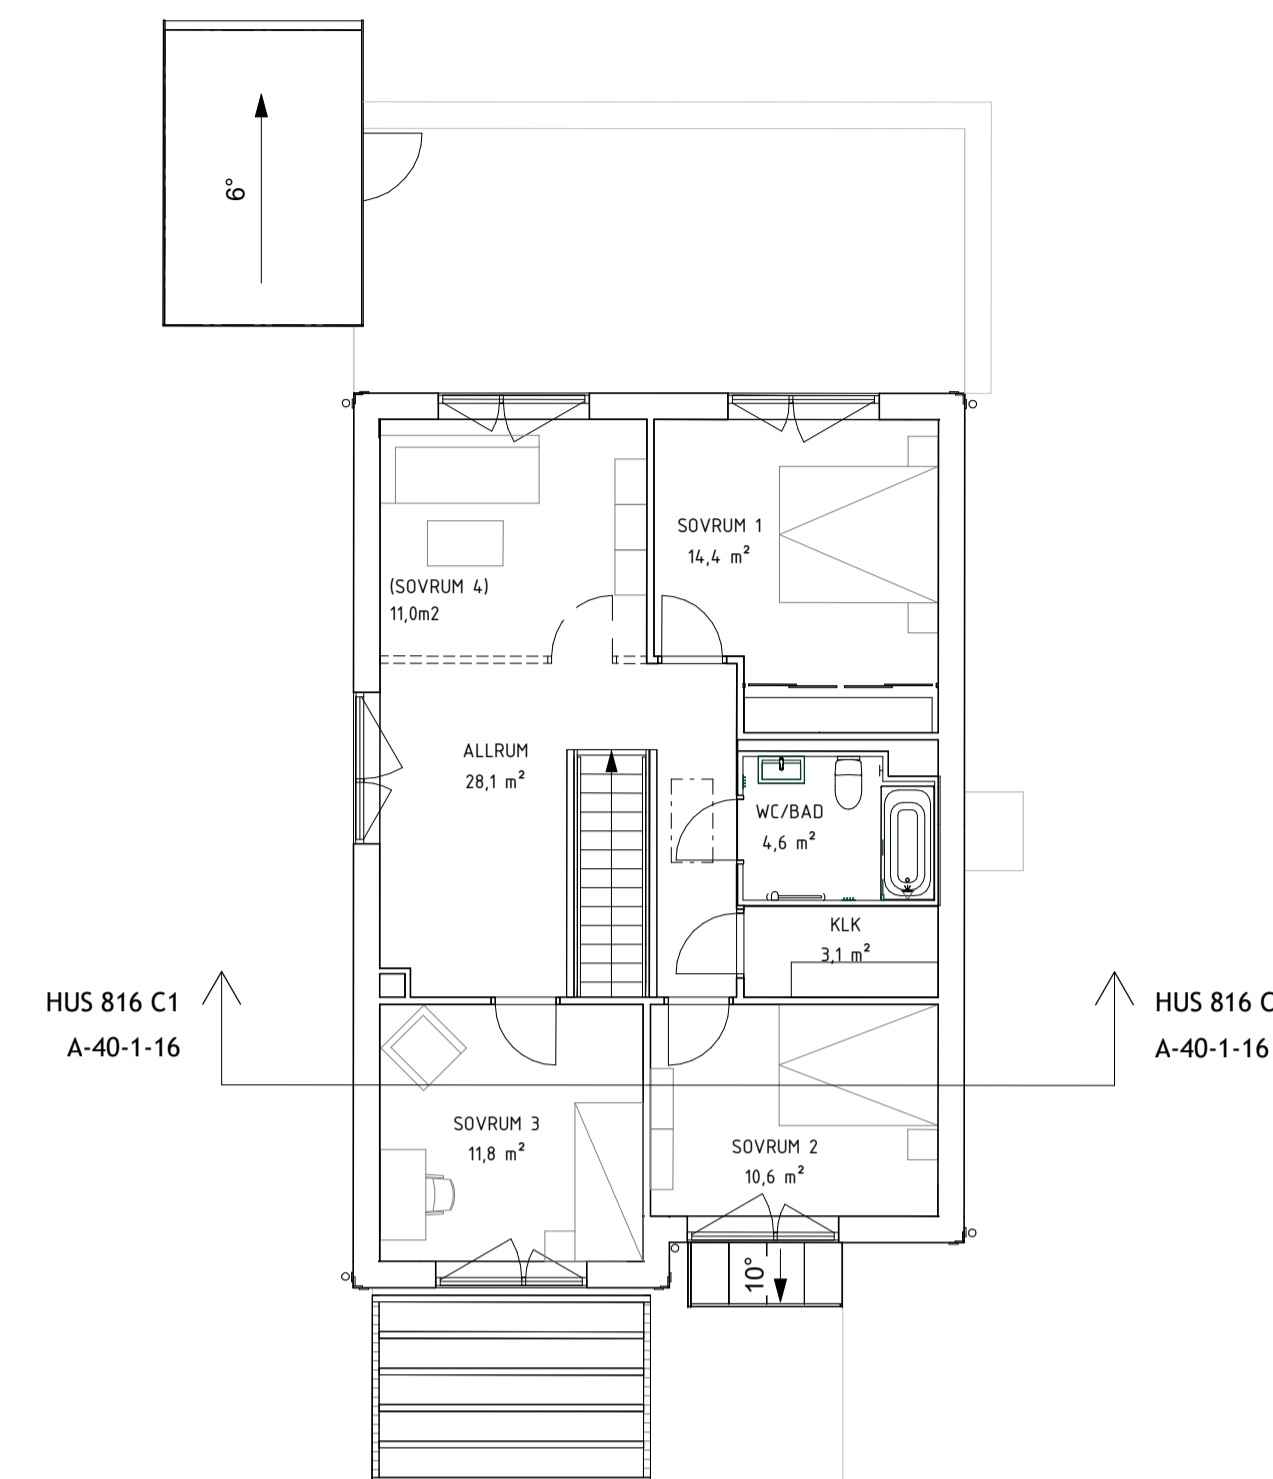 6°
SOVRUM 1
14,4 m²
(SOVRUM 4)
11,0m2
ALLRUM
28,1 m²
WC/BAD
4,6 m²
KLK
3,1 m²
HUS 816 C1
A-40-1-16
HUS 816 C
A-40-1-16
SOVRUM 3
11,8 m²
SOVRUM 2
10,6 m²
10°